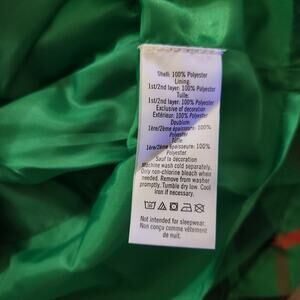 Shell: 100% Polyester
Lining:
1st/2nd layer: 100% Polyester
Tulle:
1st/2nd layer: 100% Polyester
Exclusive of decoration
Extérieur: 100% Polyester
Doublure:
1ère/2ème épaisseure: 100%
Polyester
Tulle:
1ère/2ème épaisseure: 100%
Polyester
Sauf la décoration
Machine wash cold separately.
Only non-chlorine bleach when
needed. Remove from washer
promptly. Tumble dry low. Cool
iron if necessary.
Not intended for sleepwear.
Non conçu comme vêtement
de nuit.